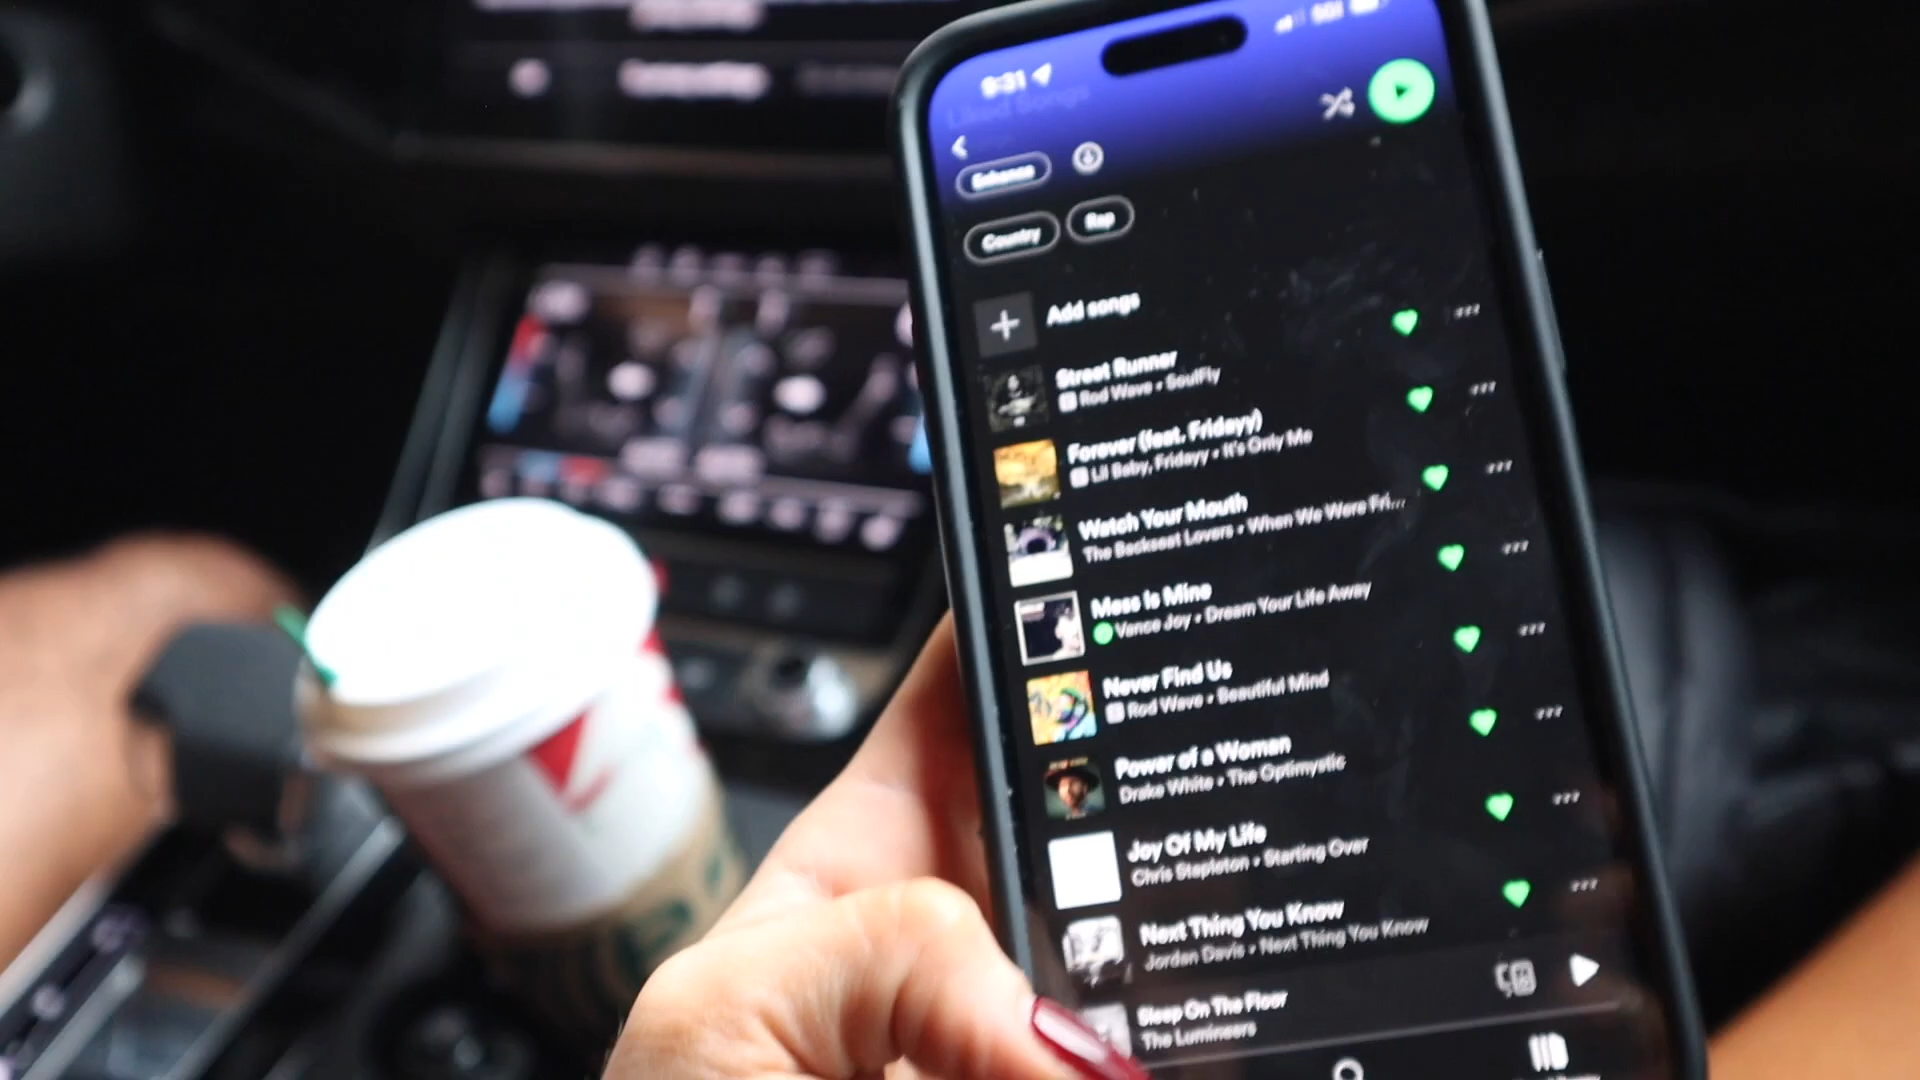 9:31
Liked Songs
Enhance
Country Rap
Add songs
Street Runner
E Rod Wave • SoulFly
Forever (feat. Fridayy)
E Lil Baby, Fridayy • It's Only Me
Watch Your Mouth
The Backseat Lovers • When We Were Fri...
Mess Is Mine
Vance Joy • Dream Your Life Away
Never Find Us
E Rod Wave • Beautiful Mind
Power of a Woman
Drake White • The Optimystic
Joy Of My Life
Chris Stapleton • Starting Over
Next Thing You Know
Jordan Davis • Next Thing You Know
Sleep On The Floor
The Lumineers